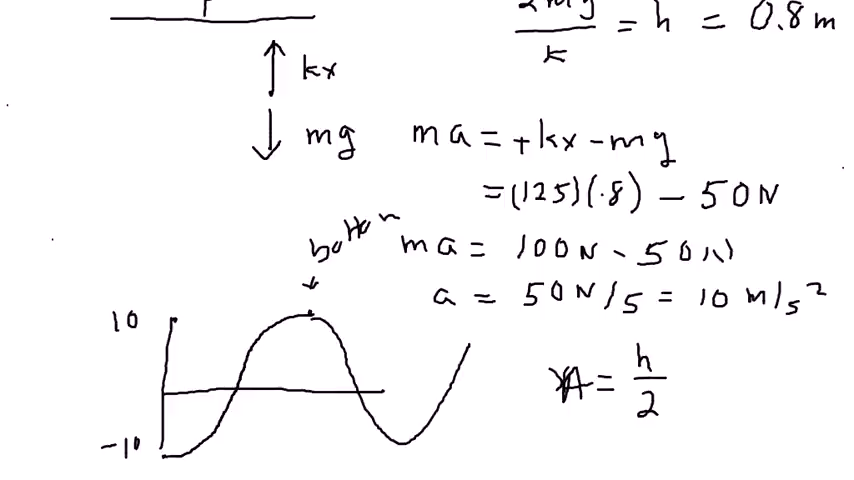 2mg/k = h = 0.8 m
kx
mg ma = +kx - mg
= (125)(.8) - 50N
bottom ma = 100N - 50N
a = 50N/5 = 10 m/s²
10
A = h/2
-10